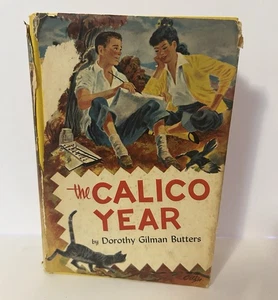 the CALICO
YEAR
by Dorothy Gilman Butters